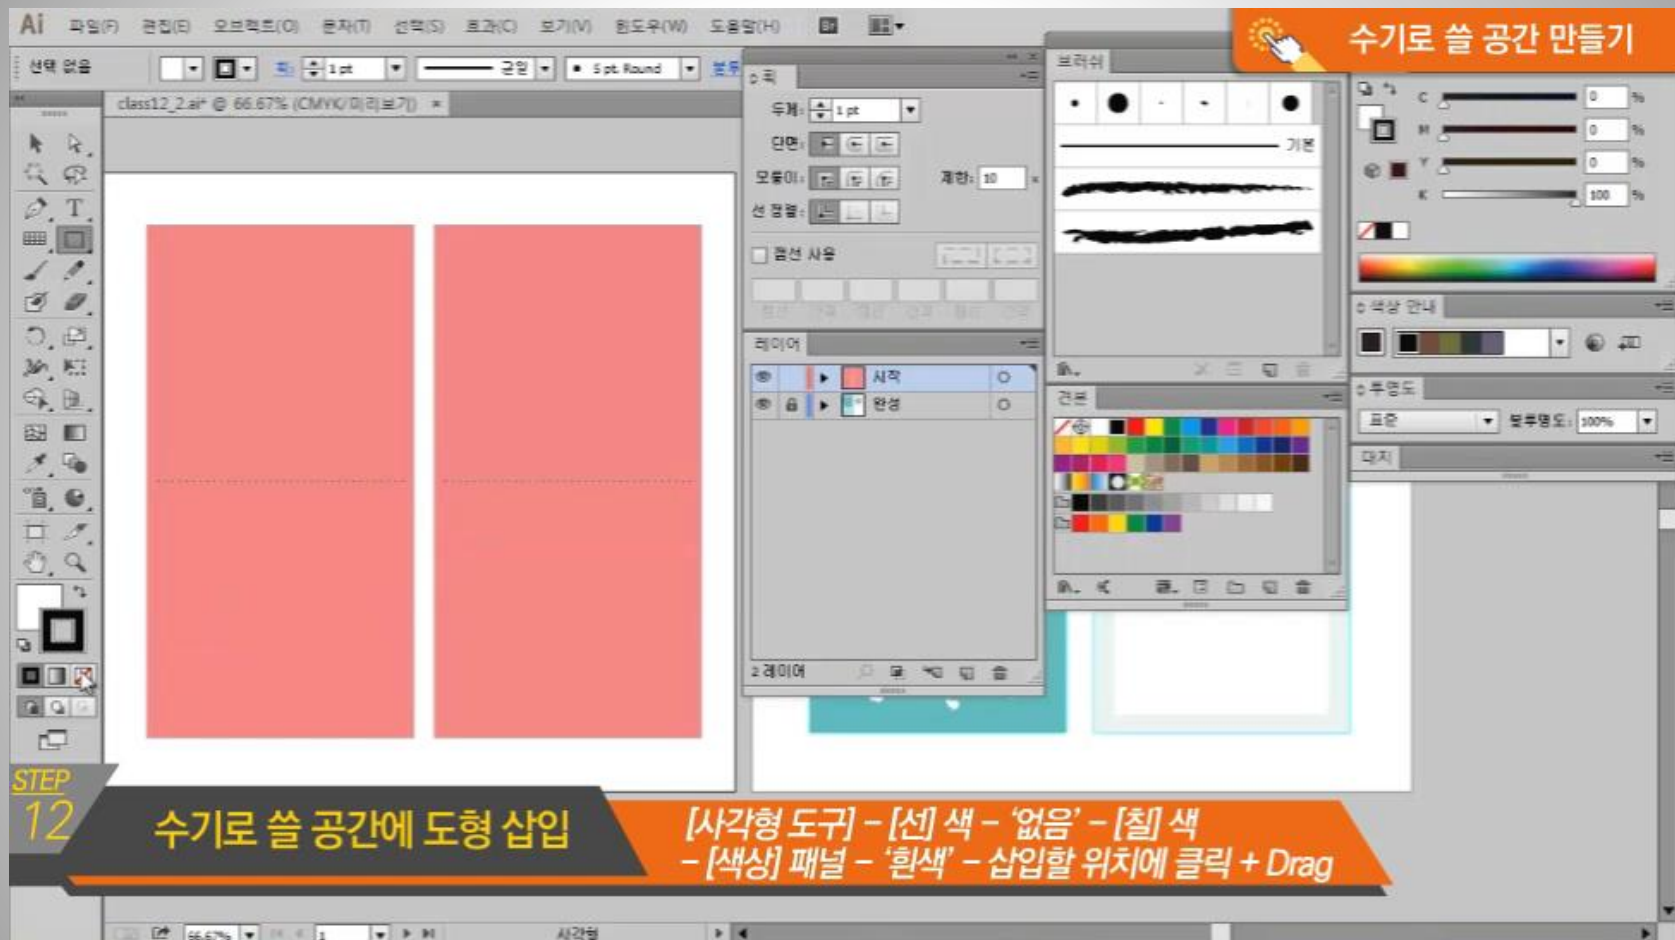 Ai 파일(F) 편집(E) 오브젝트(O) 문자(T) 선택(S) 효과(C) 보기(V) 윈도우(W) 도움말(H) Br
수기로 쓸 공간 만들기
선택 없음 획: 1 pt 균일 5 pt. Round
class12_2.ai* @ 66.67% (CMYK/미리보기) ×
획
두께: 1 pt
단면:
모퉁이: 제한: 10 x
선 정렬:
점선 사용
레이어
시작
완성
2 레이어
브러쉬
기본
견본
C 0 %
M 0 %
Y 0 %
K 100 %
색상 안내
투명도
표준 불투명도: 100%
대지
STEP
12
수기로 쓸 공간에 도형 삽입
[사각형 도구] – [선] 색 – ‘없음’ – [칠] 색
– [색상] 패널 – ‘흰색’ – 삽입할 위치에 클릭 + Drag
66.67% 1 사각형